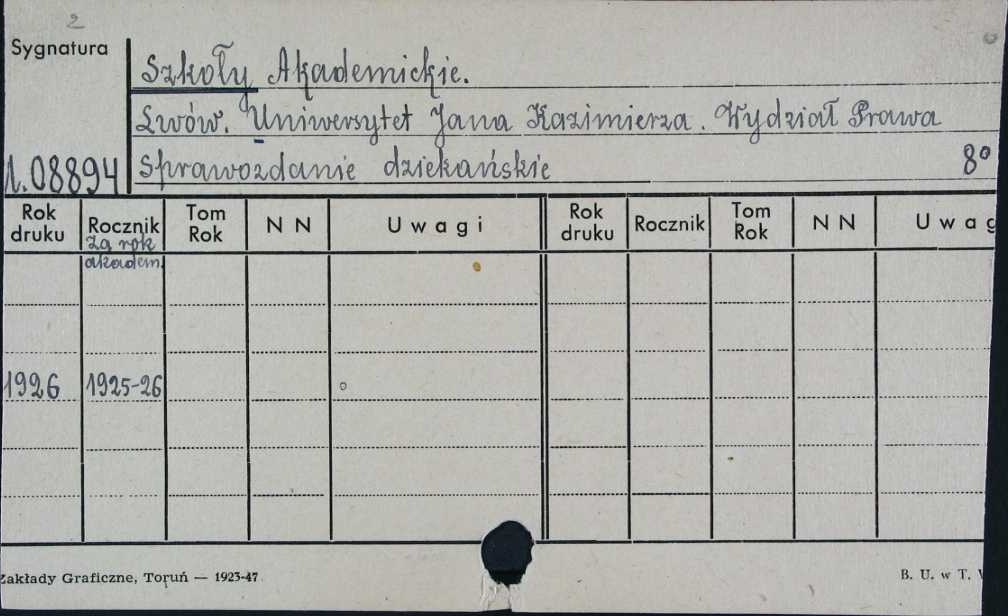 2
Sygnatura
Szkoły Akademickie.
Lwów. Uniwersytet Jana Kazimierza. Wydział Prawa
1.08894 Sprawozdanie dziekańskie 8°
Rok druku Rocznik Tom Rok N N Uwagi Rok druku Rocznik Tom Rok N N Uwag
za rok
akadem.
1926 1925-26
Zakłady Graficzne, Toruń — 1923-47 B. U. w T.